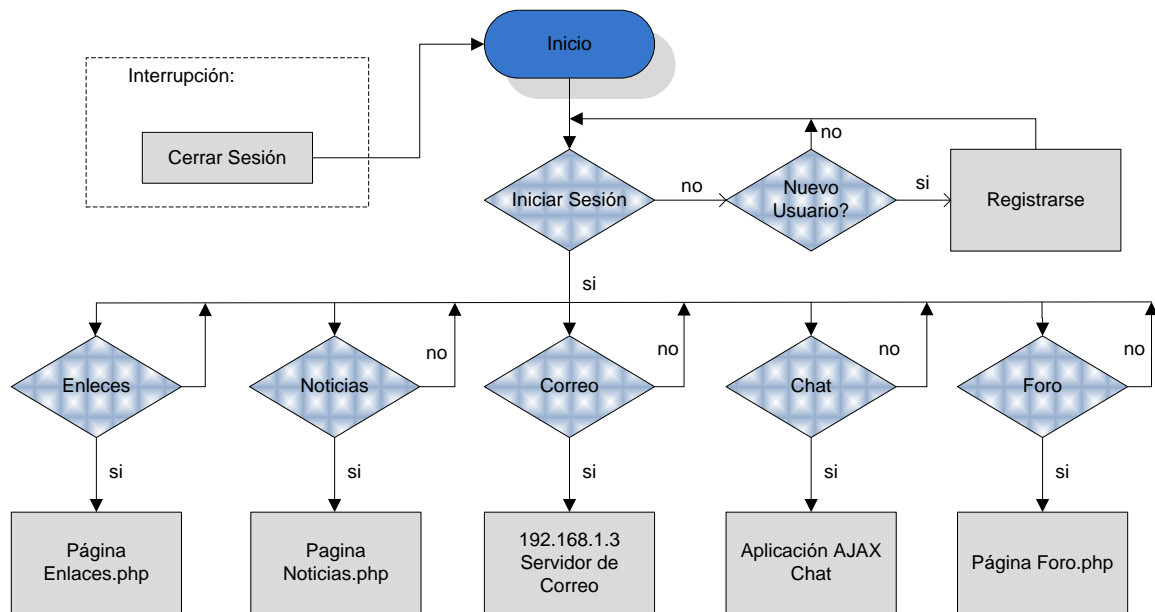 Inicio
Interrupción:
Cerrar Sesión
no
Iniciar Sesión
no
Nuevo
Usuario?
si
Registrarse
si
Enleces
Noticias
no
Correo
no
Chat
no
Foro
no
si
si
si
si
si
Página
Enlaces.php
Pagina
Noticias.php
192.168.1.3
Servidor de
Correo
Aplicación AJAX
Chat
Página Foro.php